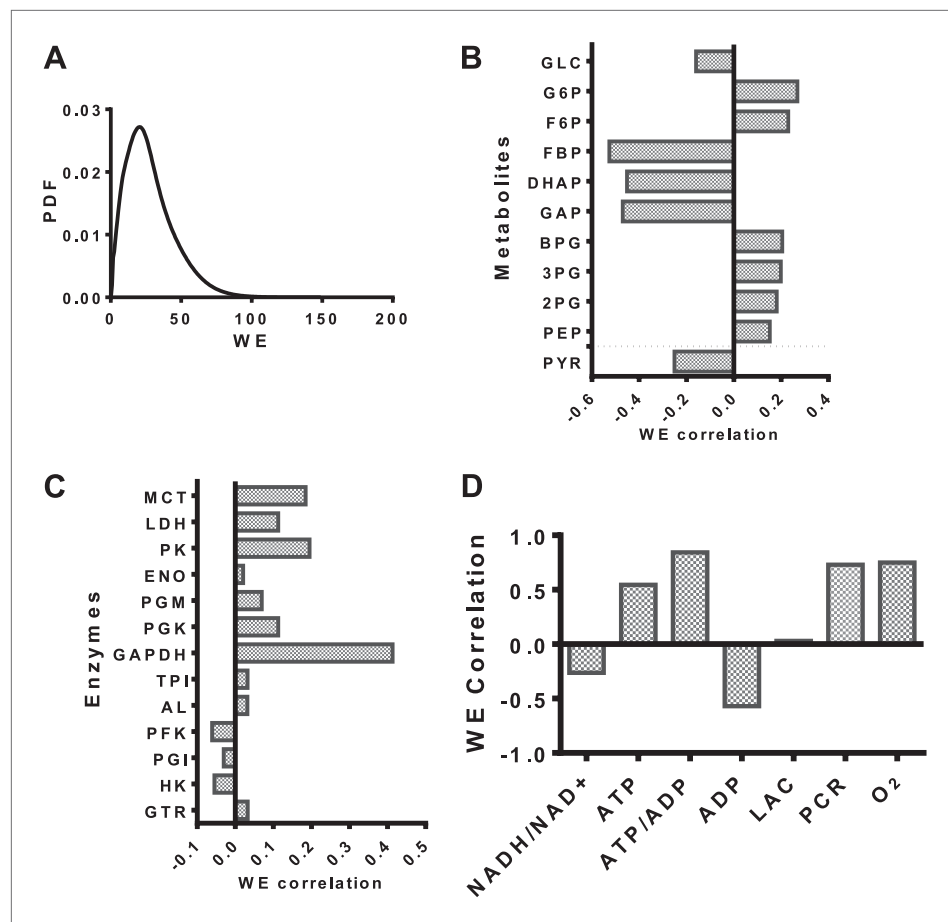 A
PDF
0.03
0.02
0.01
0.00
0 50 100 150 200
WE
B
Metabolites
GLC
G6P
F6P
FBP
DHAP
GAP
BPG
3PG
2PG
PEP
PYR
-0.6 -0.4 -0.2 0.0 0.2 0.4
WE correlation
C
Enzymes
MCT
LDH
PK
ENO
PGM
PGK
GAPDH
TPI
AL
PFK
PGI
HK
GTR
-0.1 0.0 0.1 0.2 0.3 0.4 0.5
WE correlation
D
WE Correlation
1.0
0.5
0.0
-0.5
-1.0
NADH/NAD+ ATP ATP/ADP ADP LAC PCR O2